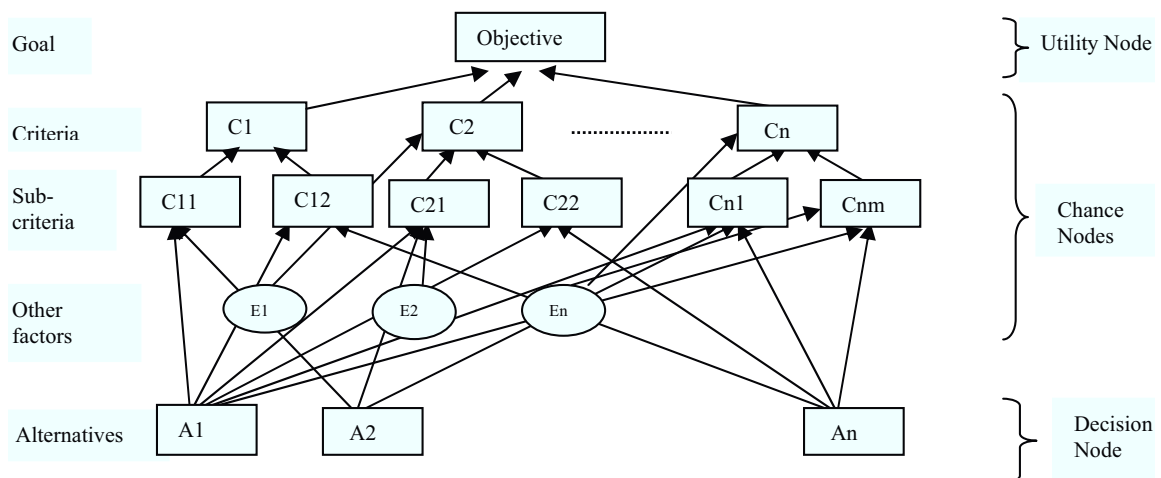 Goal
Objective
Utility Node
Criteria
C1
C2
..................
Cn
Sub-
criteria
C11
C12
C21
C22
Cn1
Cnm
Chance
Nodes
Other
factors
E1
E2
En
Alternatives
A1
A2
An
Decision
Node